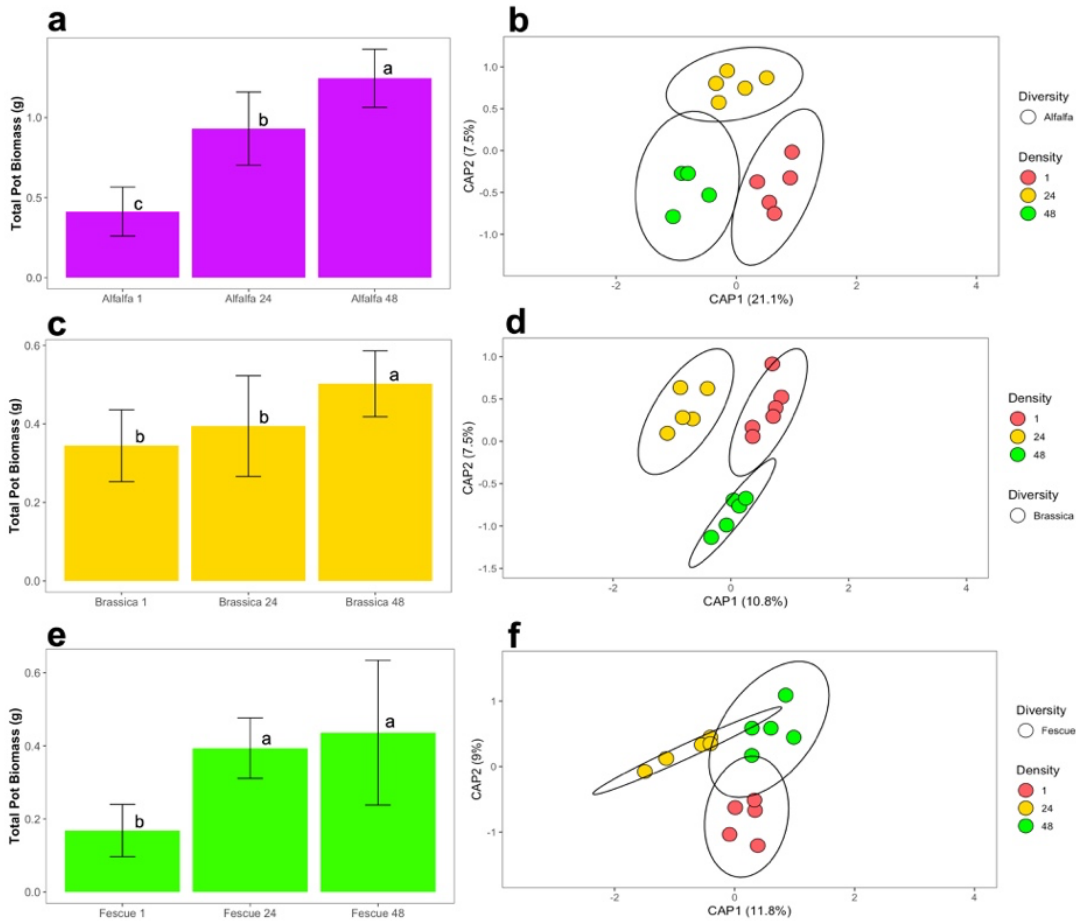 a
Total Pot Biomass (g)
1.0
0.5
0.0
c
b
a
Alfalfa 1
Alfalfa 24
Alfalfa 48
b
CAP2 (7.5%)
1.0
0.5
0.0
-0.5
-1.0
-2
0
2
4
CAP1 (21.1%)
Diversity
Alfalfa
Density
1
24
48
c
Total Pot Biomass (g)
0.6
0.4
0.2
0.0
b
b
a
Brassica 1
Brassica 24
Brassica 48
d
CAP2 (7.5%)
1.0
0.5
0.0
-0.5
-1.0
-1.5
-2
0
2
4
CAP1 (10.8%)
Density
1
24
48
Diversity
Brassica
e
Total Pot Biomass (g)
0.6
0.4
0.2
0.0
b
a
a
Fescue 1
Fescue 24
Fescue 48
f
CAP2 (9%)
1
0
-1
-2
0
2
4
CAP1 (11.8%)
Diversity
Fescue
Density
1
24
48